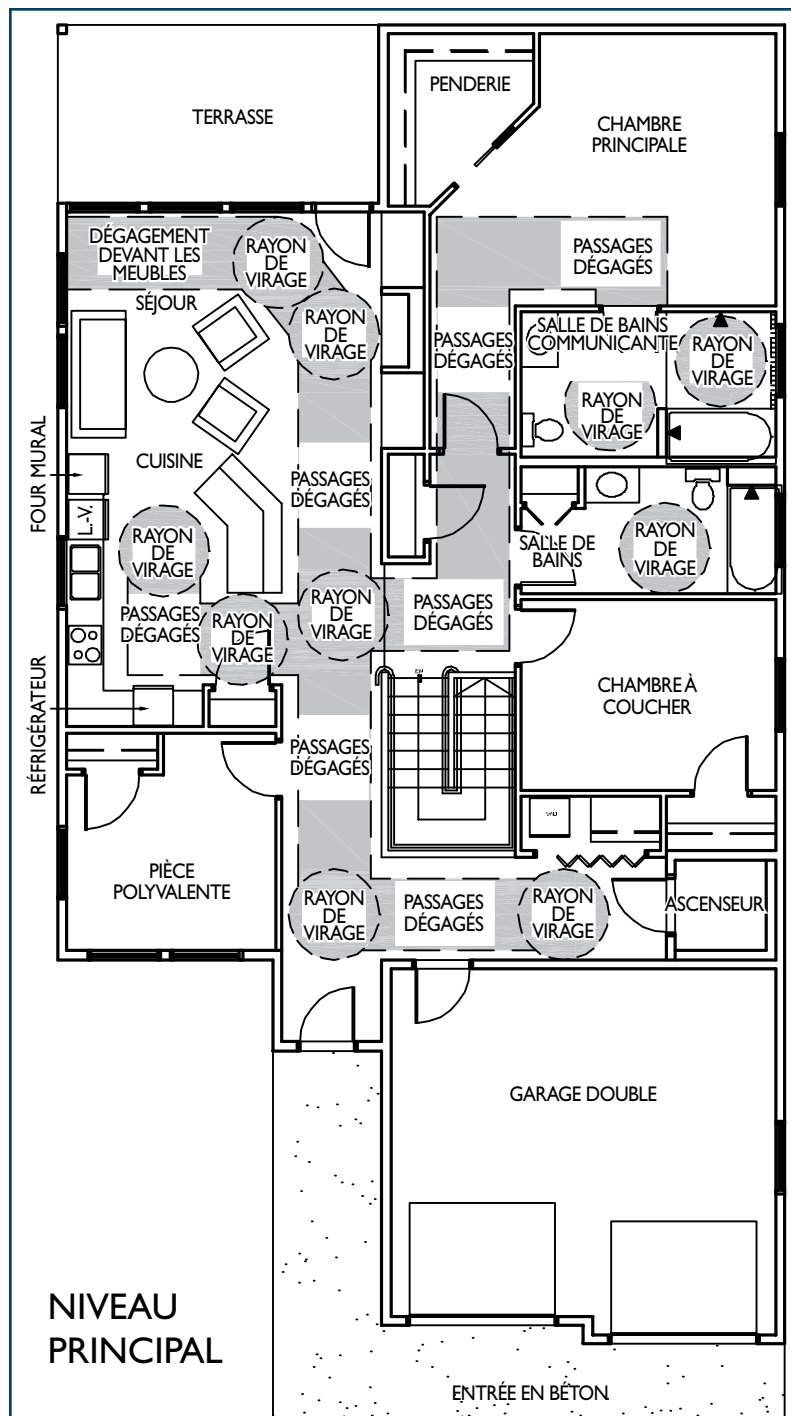 PENDERIE
TERRASSE
CHAMBRE
PRINCIPALE
DÉGAGEMENT
DEVANT LES
MEUBLES
RAYON
DE
VIRAGE
PASSAGES
DÉGAGÉS
SÉJOUR
RAYON
DE
VIRAGE
PASSAGES
DÉGAGÉS
SALLE DE BAINS
COMMUNICANTE
RAYON
DE
VIRAGE
RAYON
DE
VIRAGE
FOUR MURAL
CUISINE
L.-V.
PASSAGES
DÉGAGÉS
RAYON
DE
VIRAGE
SALLE DE
BAINS
RAYON
DE
VIRAGE
PASSAGES
DÉGAGÉS
RAYON
DE
VIRAGE
RAYON
DE
VIRAGE
PASSAGES
DÉGAGÉS
RÉFRIGÉRATEUR
CHAMBRE À
COUCHER
PASSAGES
DÉGAGÉS
PIÈCE
POLYVALENTE
RAYON
DE
VIRAGE
PASSAGES
DÉGAGÉS
RAYON
DE
VIRAGE
ASCENSEUR
GARAGE DOUBLE
NIVEAU
PRINCIPAL
ENTRÉE EN BÉTON